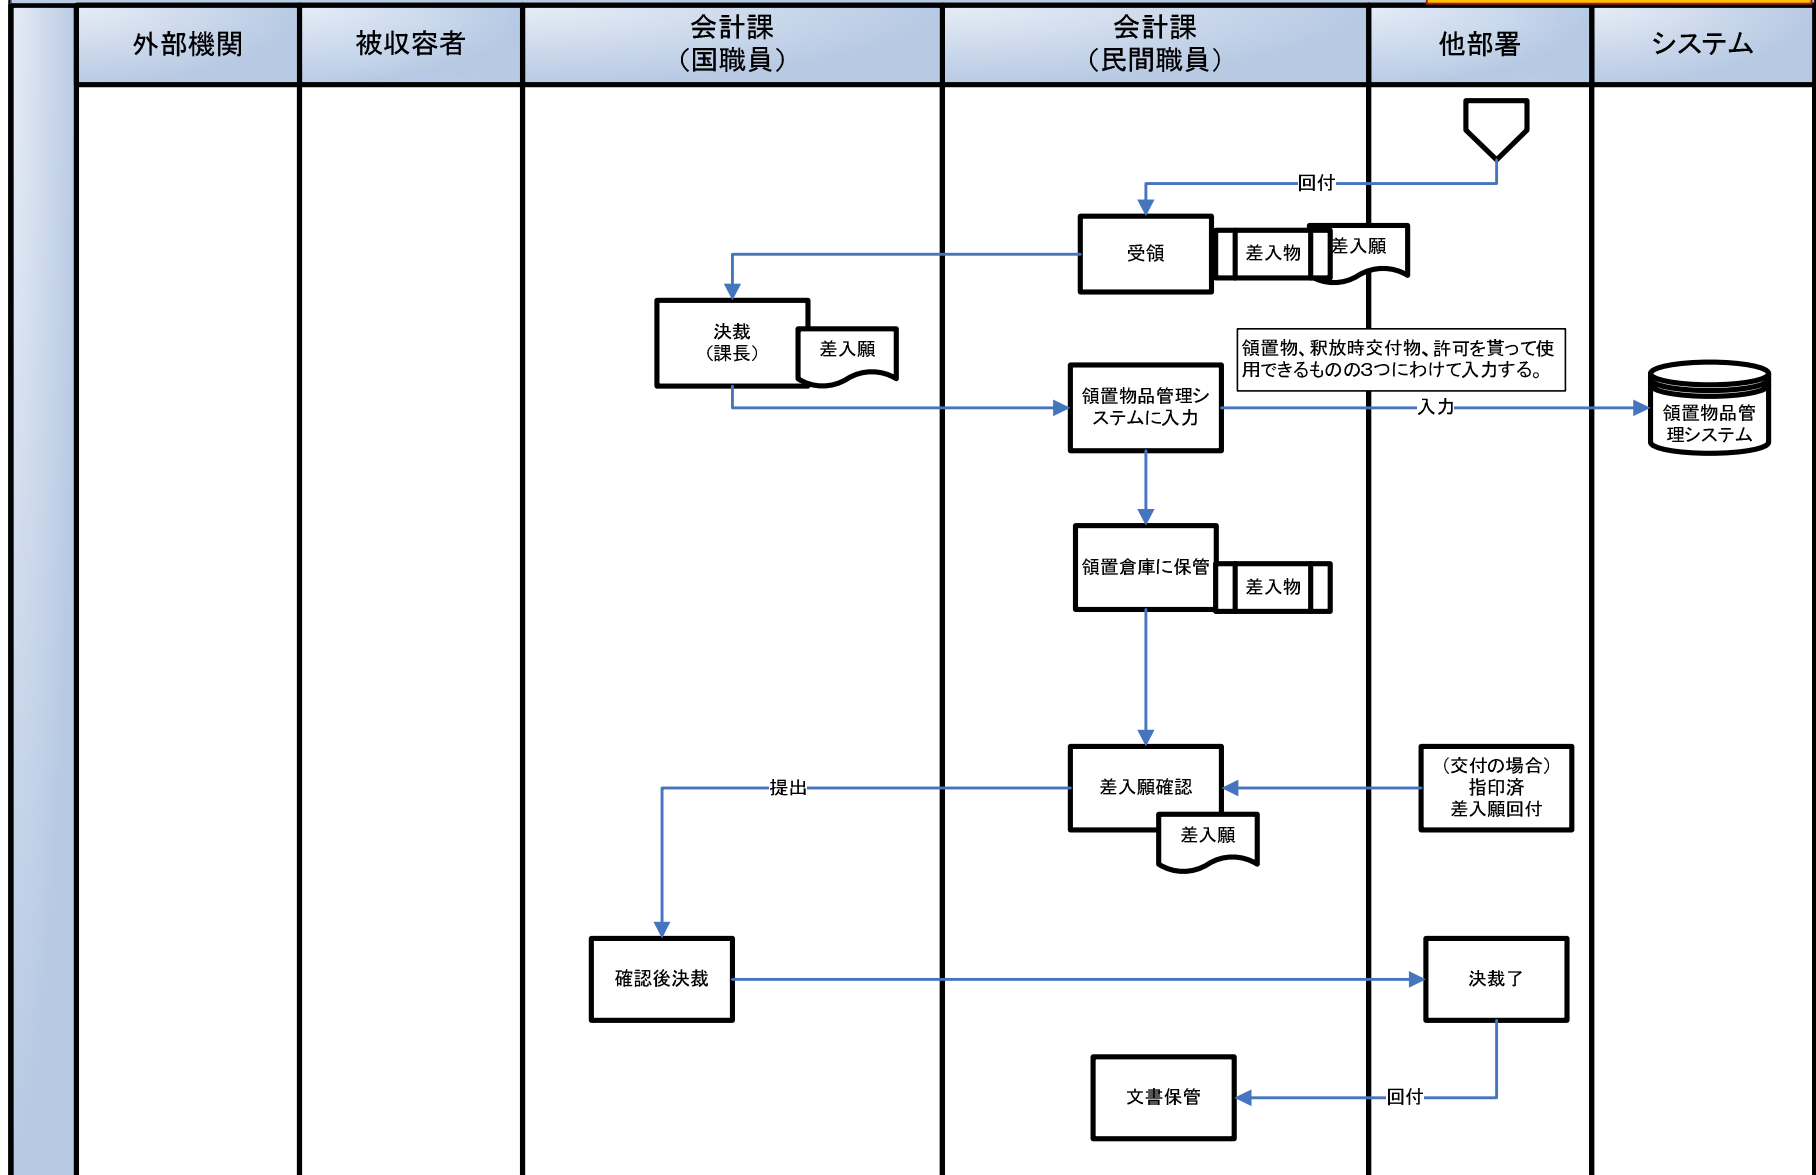 外部機関
被収容者
会計課
（国職員）
会計課
（民間職員）
他部署
システム
回付
受領
差入物
差入願
決裁
（課長）
差入願
領置物、釈放時交付物、許可を貰って使
用できるものの3つにわけて入力する。
領置物品管理シ
ステムに入力
入力
領置物品管
理システム
領置倉庫に保管
差入物
提出
差入願確認
差入願
（交付の場合）
指印済
差入願回付
確認後決裁
決裁了
文書保管
回付